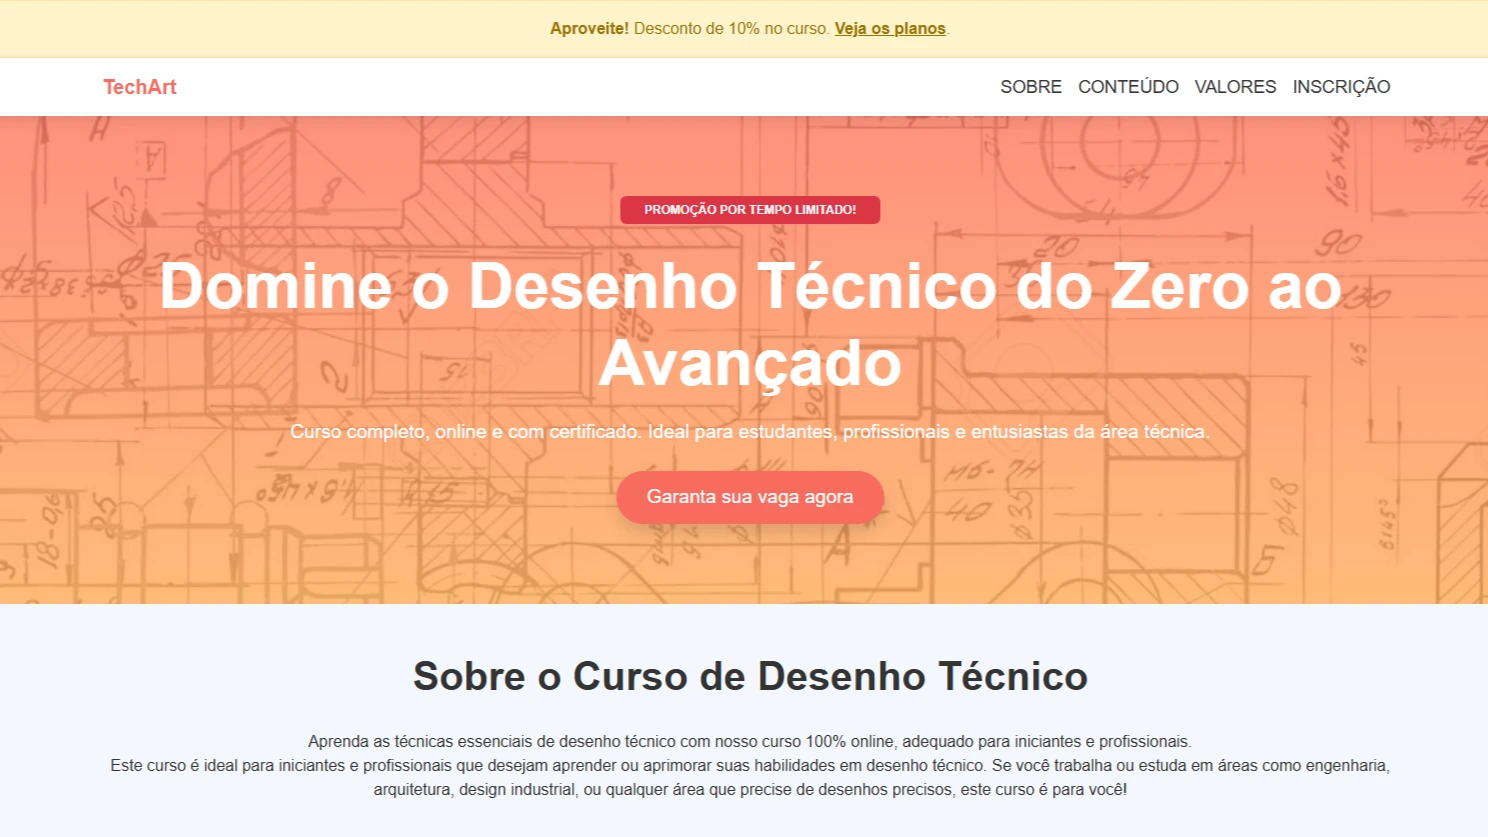 Aproveite! Desconto de 10% no curso. Veja os planos.
TechArt
SOBRE CONTEÚDO VALORES INSCRIÇÃO
PROMOÇÃO POR TEMPO LIMITADO!
Domine o Desenho Técnico do Zero ao
Avançado
Curso completo, online e com certificado. Ideal para estudantes, profissionais e entusiastas da área técnica.
Garanta sua vaga agora
Sobre o Curso de Desenho Técnico
Aprenda as técnicas essenciais de desenho técnico com nosso curso 100% online, adequado para iniciantes e profissionais.
Este curso é ideal para iniciantes e profissionais que desejam aprender ou aprimorar suas habilidades em desenho técnico. Se você trabalha ou estuda em áreas como engenharia,
arquitetura, design industrial, ou qualquer área que precise de desenhos precisos, este curso é para você!